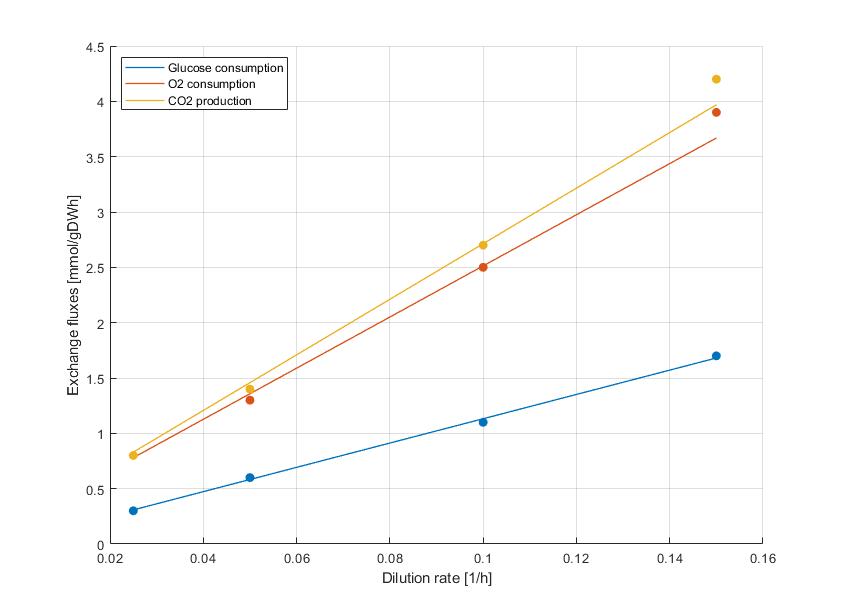 4.5
Glucose consumption
O2 consumption
CO2 production
4
3.5
3
2.5
2
1.5
1
0.5
0
Exchange fluxes [mmol/gDWh]
0.02 0.04 0.06 0.08 0.1 0.12 0.14 0.16
Dilution rate [1/h]